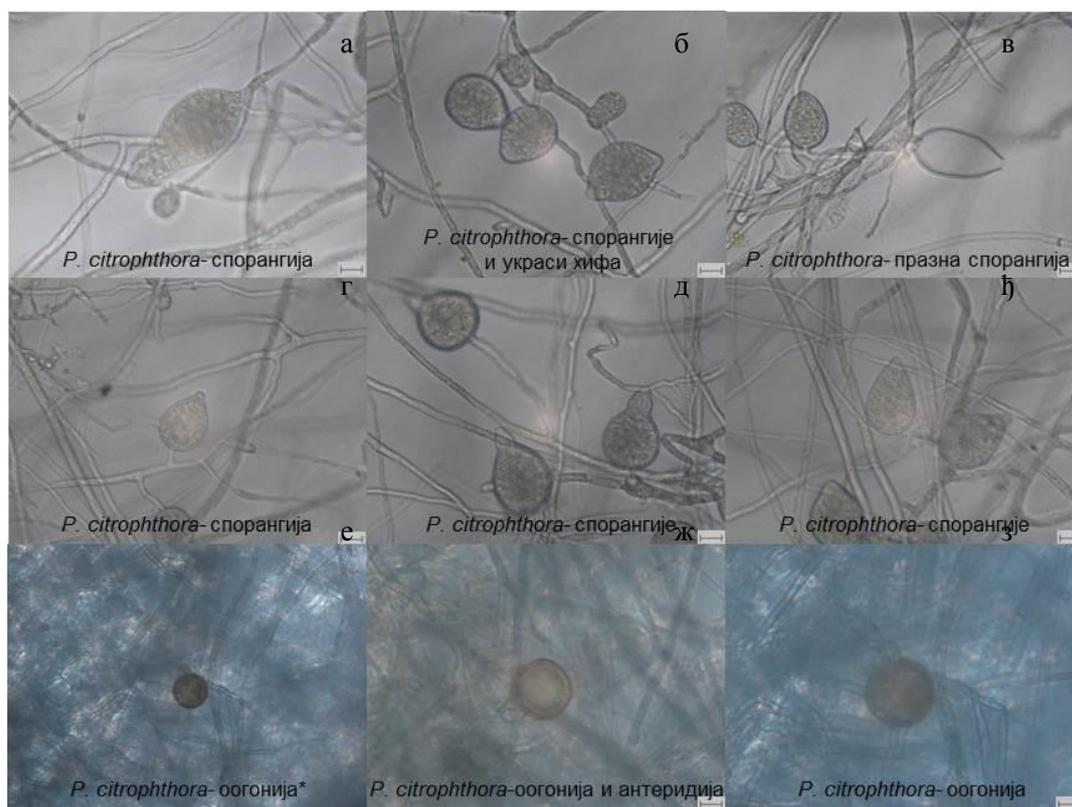 а
б
в
P. citrophthora- спорангија
P. citrophthora- спорангије
и украси хифа
P. citrophthora- празна спорангија
г
д
ђ
P. citrophthora- спорангија
P. citrophthora- спорангије
P. citrophthora- спорангије
е
ж
з
P. citrophthora- оогонија*
P. citrophthora-оогонија и антеридија
P. citrophthora- оогонија